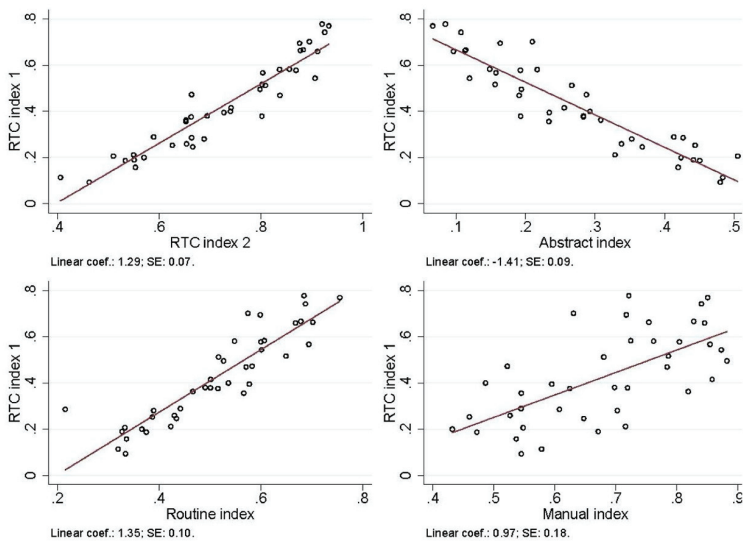 RTC index 1
.8
.6
.4
.2
0
.4 .6 .8 1
RTC index 2
Linear coef.: 1.29; SE: 0.07.
RTC index 1
.8
.6
.4
.2
0
.1 .2 .3 .4 .5
Abstract index
Linear coef.: -1.41; SE: 0.09.
RTC index 1
.8
.6
.4
.2
0
.2 .4 .6 .8
Routine index
Linear coef.: 1.35; SE: 0.10.
RTC index 1
.8
.6
.4
.2
0
.4 .5 .6 .7 .8 .9
Manual index
Linear coef.: 0.97; SE: 0.18.